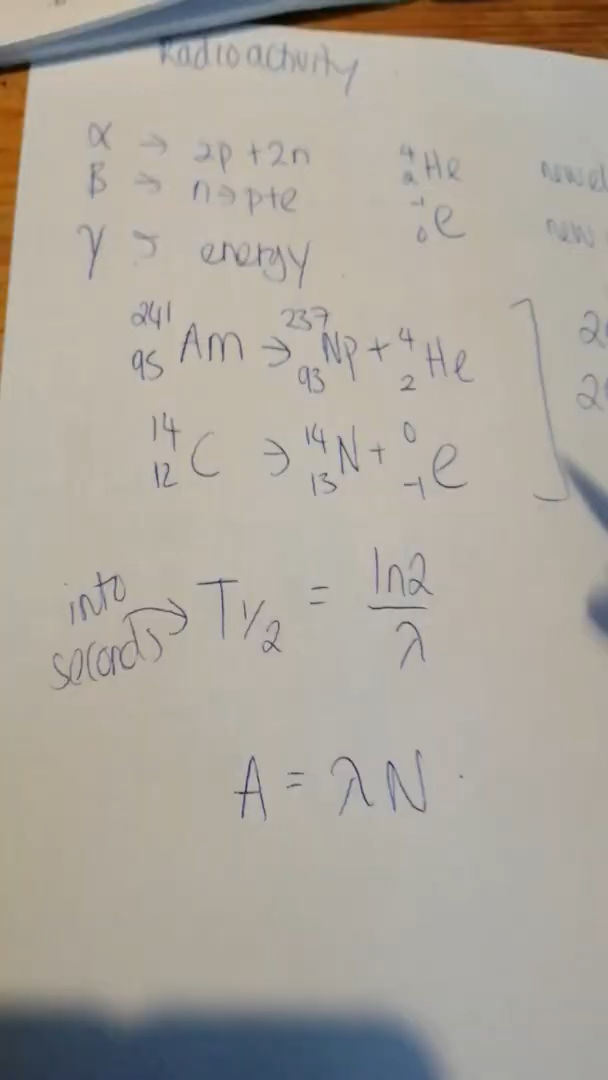 Radioactivity
α → 2p + 2n ⁴₂He
β → n → p + e ⁻¹₀e new
γ → energy
²⁴¹₉₅Am → ²³⁷₉₃Np + ⁴₂He
¹⁴₁₂C → ¹⁴₁₃N + ⁰₋₁e
into seconds → T½ = ln2/λ
A = λN